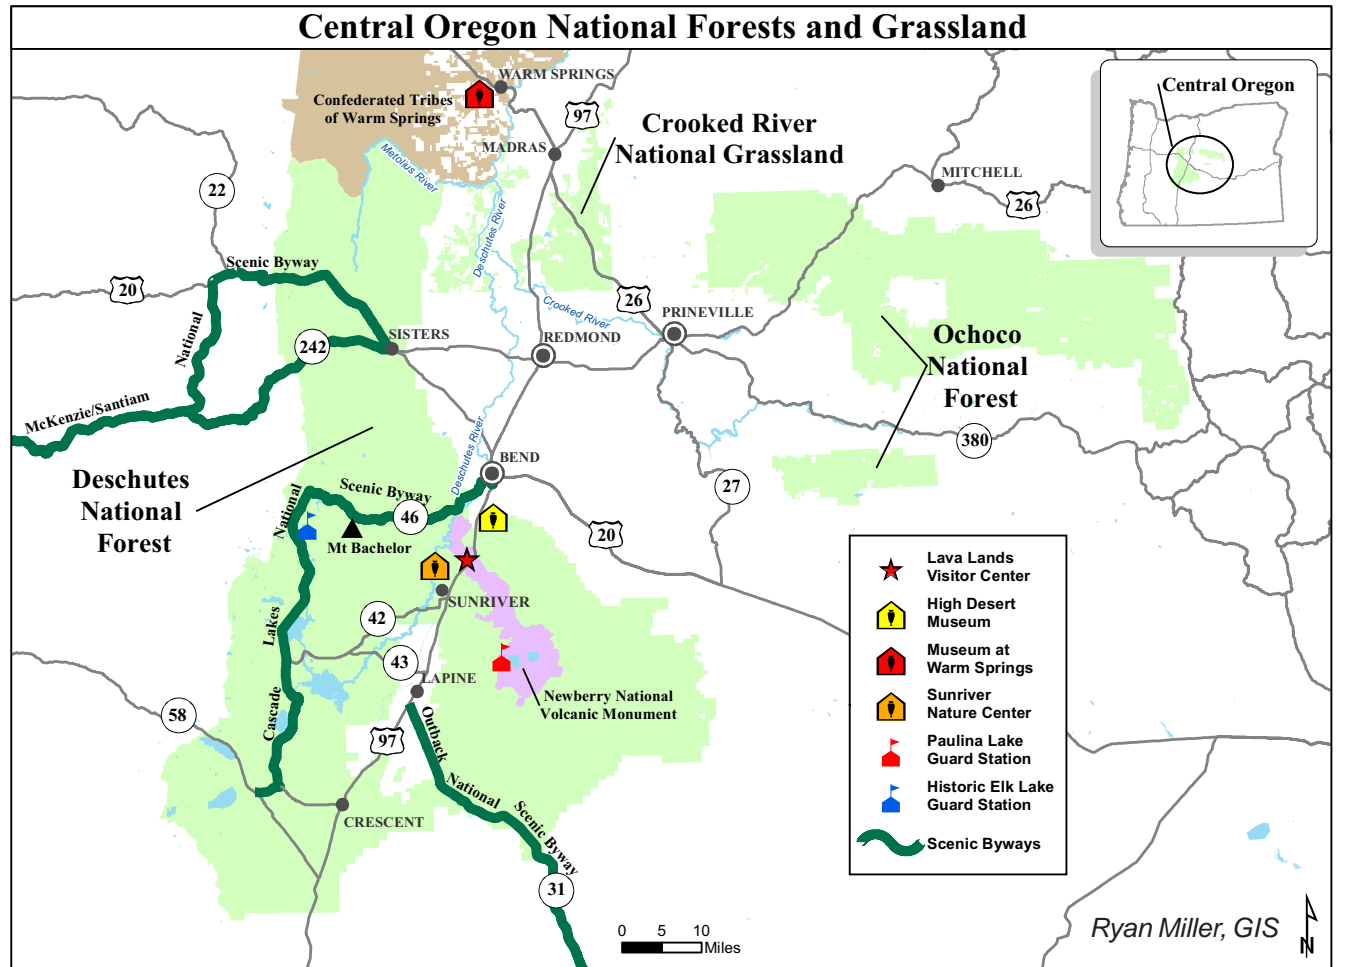 Central Oregon National Forests and Grassland
WARM SPRINGS
Confederated Tribes
of Warm Springs
97
Crooked River
National Grassland
MADRAS
Metolius River
Central Oregon
MITCHELL
26
22
Deschutes River
Scenic Byway
20
National
26
Crooked River
PRINEVILLE
REDMOND
SISTERS
242
McKenzie/Santiam
Ochoco
National
Forest
380
Deschutes
National
Forest
Deschutes River
BEND
Scenic Byway
National
46
Mt Bachelor
27
20
SUNRIVER
42
43
Lakes
LAPINE
Cascade
58
97
Newberry National
Volcanic Monument
Outback
National
Scenic Byway
CRESCENT
31
Lava Lands
Visitor Center
High Desert
Museum
Museum at
Warm Springs
Sunriver
Nature Center
Paulina Lake
Guard Station
Historic Elk Lake
Guard Station
Scenic Byways
0 5 10
Miles
Ryan Miller, GIS
N